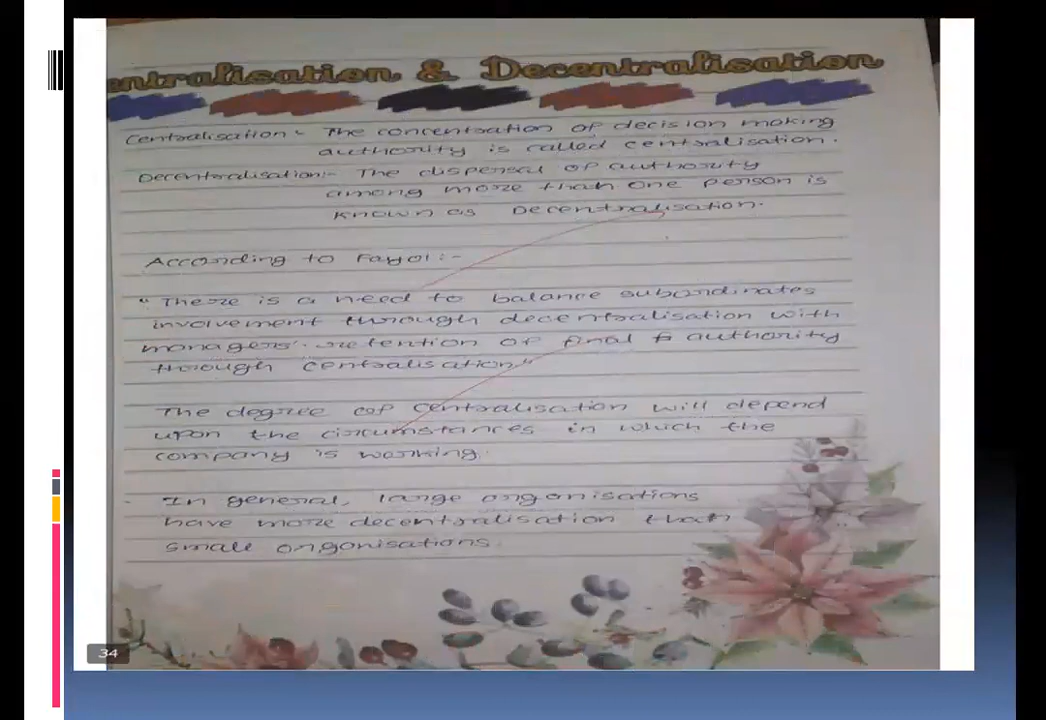 entralisation & Decentralisation
Centralisation:- The concentration of decision making
authority is called centralisation.
Decentralisation:- The dispersal of authority
among more than one person is
known as Decentralisation.
According to Fayol:-
"There is a need to balance subordinates
involvement through decentralisation with
managers' retention of final authority
through centralisation."
The degree of centralisation will depend
upon the circumstances in which the
company is working.
- In general, large organisations
have more decentralisation than
small organisations.
34